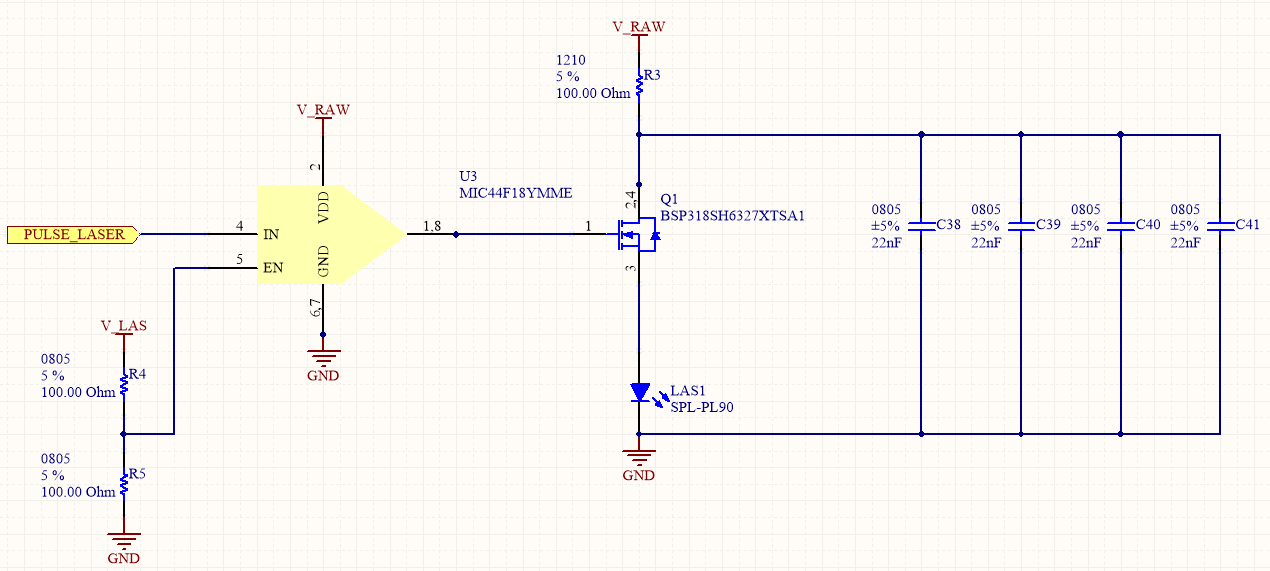 V_RAW
1210
5 %
100.00 Ohm
R3
V_RAW
2
VDD
U3
MIC44F18YMME
2,4
Q1
BSP318SH6327XTSA1
PULSE_LASER
4
IN
1,8
1
5
EN
GND
6,7
GND
3
0805
±5%
22nF
C38
0805
±5%
22nF
C39
0805
±5%
22nF
C40
0805
±5%
22nF
C41
V_LAS
0805
5 %
100.00 Ohm
R4
LAS1
SPL-PL90
0805
5 %
100.00 Ohm
R5
GND
GND